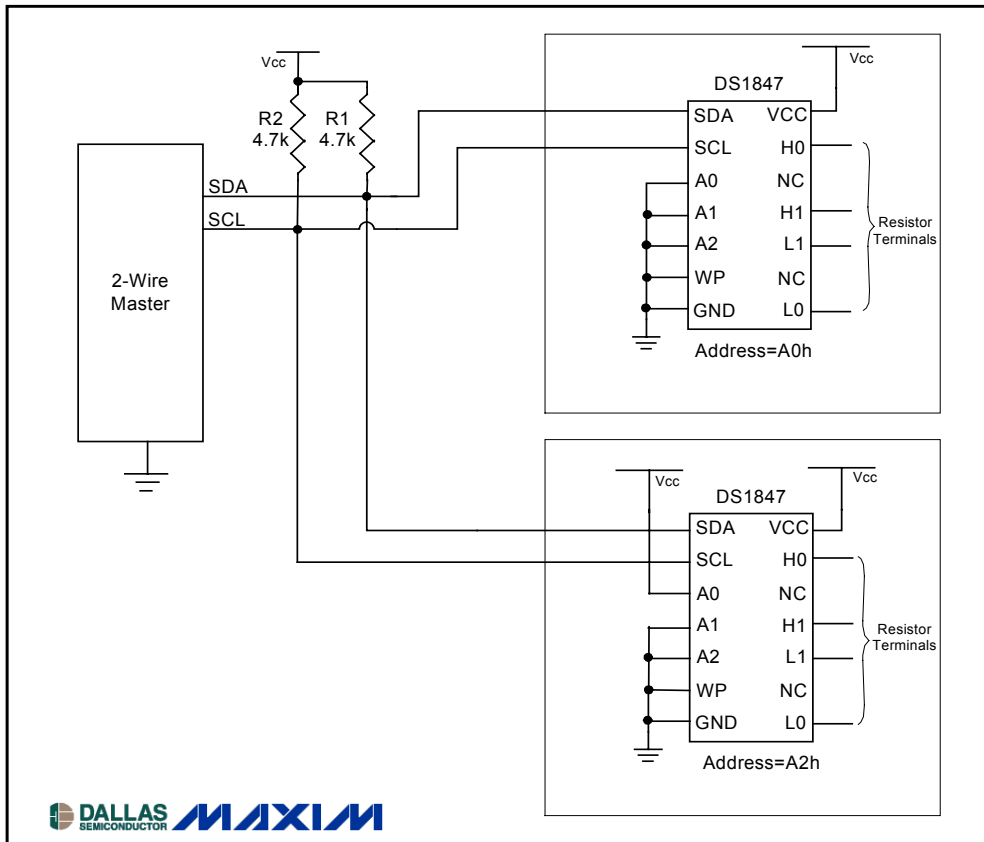 Vcc
R2
4.7k
R1
4.7k
2-Wire
Master
SDA
SCL
DS1847
SDA
SCL
A0
A1
A2
WP
GND
VCC
H0
NC
H1
L1
NC
L0
Vcc
Resistor
Terminals
Address=A0h
Vcc
DS1847
SDA
SCL
A0
A1
A2
WP
GND
VCC
H0
NC
H1
L1
NC
L0
Vcc
Resistor
Terminals
Address=A2h
DALLAS
SEMICONDUCTOR
MAXIM